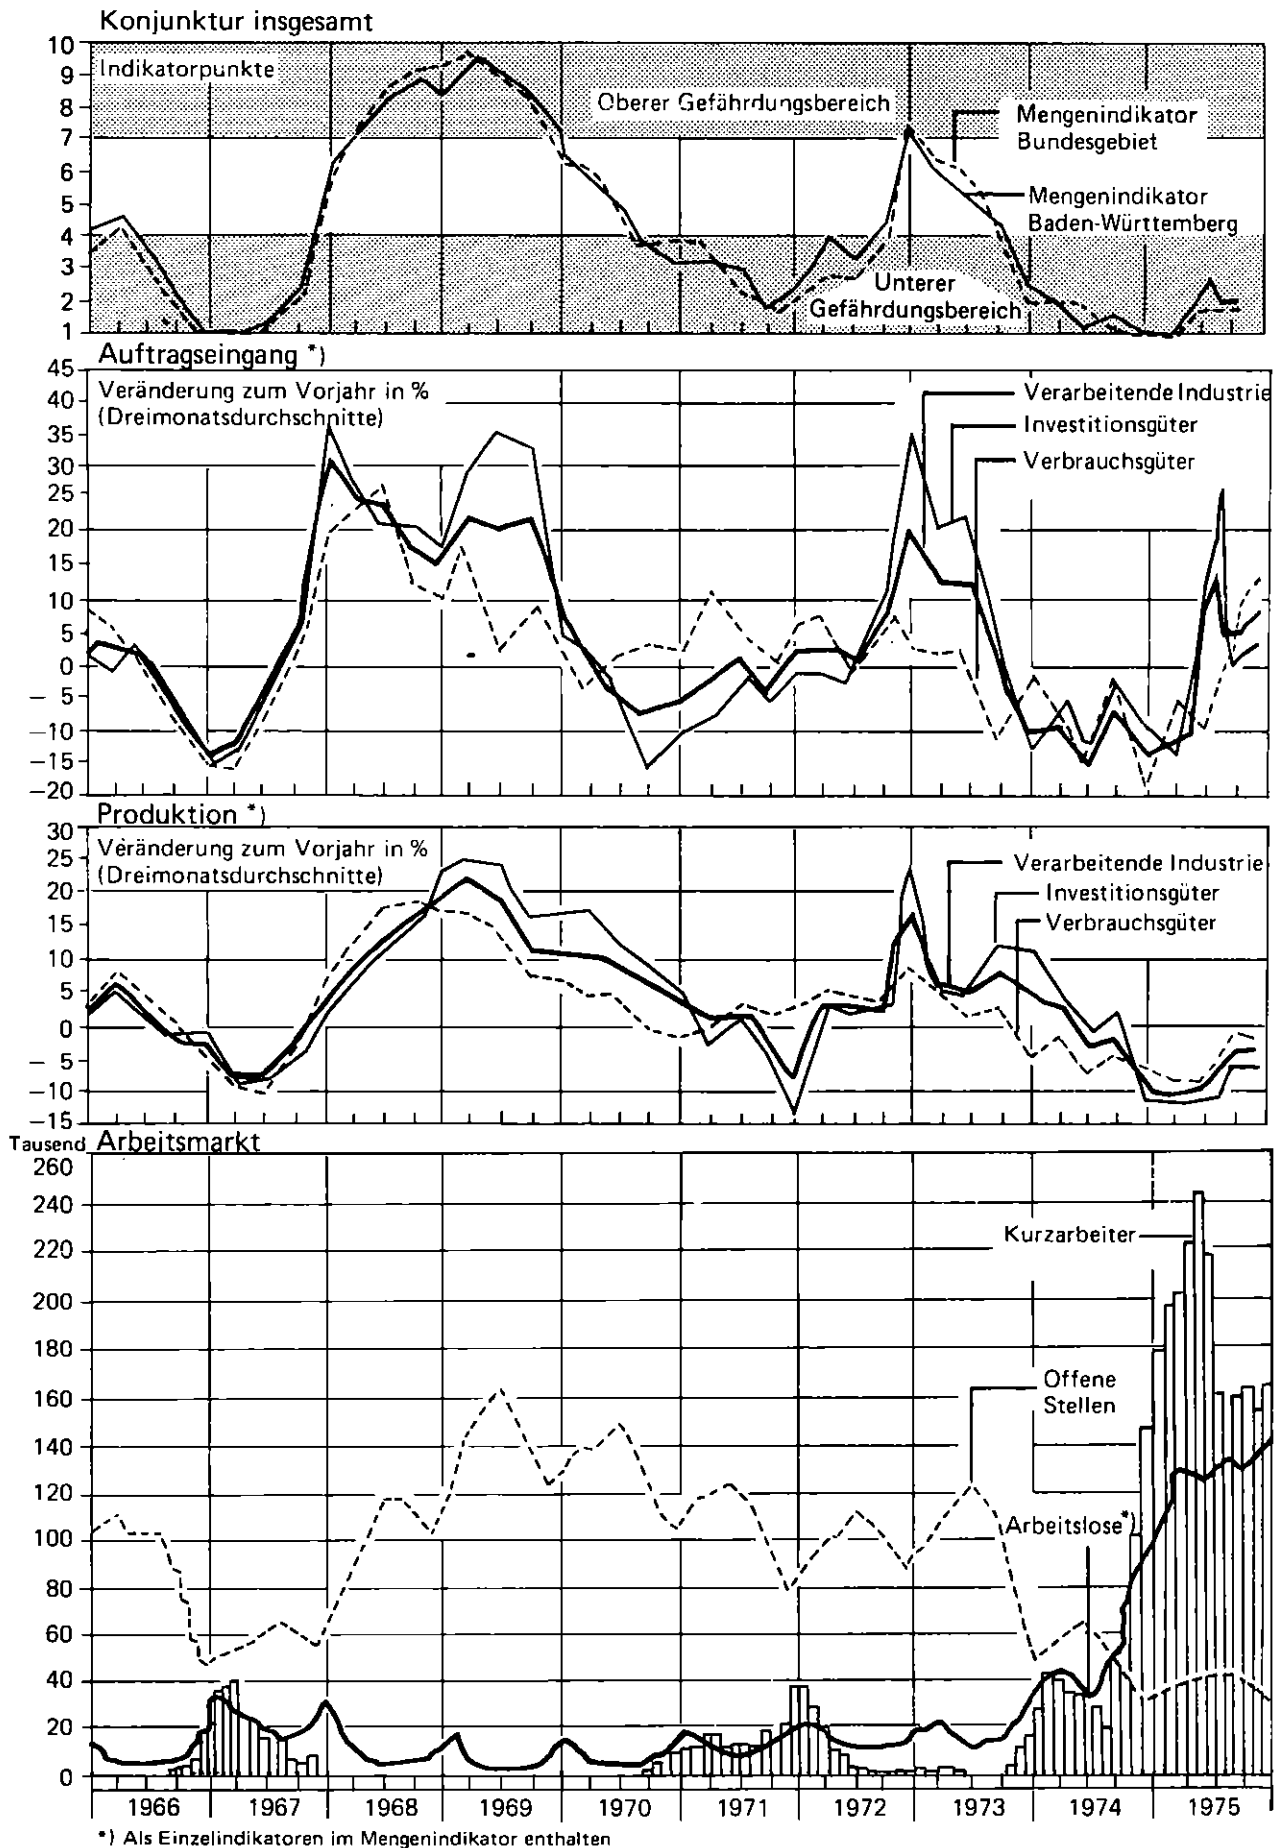 Konjunktur insgesamt
10
9
8
7
6
5
4
3
2
1
Indikatorpunkte
Oberer Gefährdungsbereich
Mengenindikator
Bundesgebiet
Mengenindikator
Baden-Württemberg
Unterer
Gefährdungsbereich
Auftragseingang *)
45
40
35
30
25
20
15
10
5
0
– 5
–10
–15
–20
Veränderung zum Vorjahr in %
(Dreimonatsdurchschnitte)
Verarbeitende Industrie
Investitionsgüter
Verbrauchsgüter
Produktion *)
30
25
20
15
10
5
0
– 5
–10
–15
Veränderung zum Vorjahr in %
(Dreimonatsdurchschnitte)
Verarbeitende Industrie
Investitionsgüter
Verbrauchsgüter
Tausend Arbeitsmarkt
260
240
220
200
180
160
140
120
100
80
60
40
20
0
Kurzarbeiter
Offene
Stellen
Arbeitslose*)
1966 1967 1968 1969 1970 1971 1972 1973 1974 1975
*) Als Einzelindikatoren im Mengenindikator enthalten